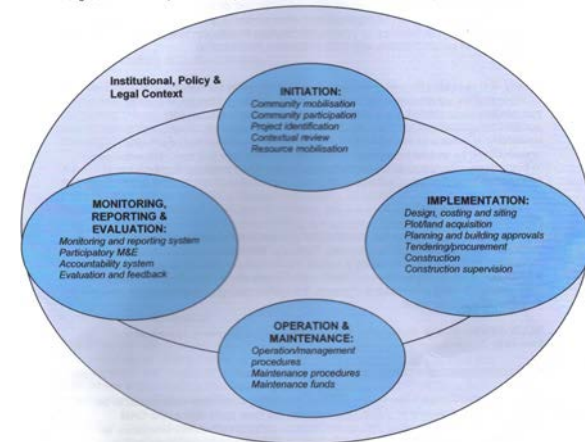 Institutional, Policy &
Legal Context
INITIATION:
Community mobilisation
Community participation
Project identification
Contextual review
Resource mobilisation
MONITORING,
REPORTING &
EVALUATION:
Monitoring and reporting system
Participatory M&E
Accountability system
Evaluation and feedback
IMPLEMENTATION:
Design, costing and siting
Plot/land acquisition
Planning and building approvals
Tendering/procurement
Construction
Construction supervision
OPERATION &
MAINTENANCE:
Operation/management
procedures
Maintenance procedures
Maintenance funds